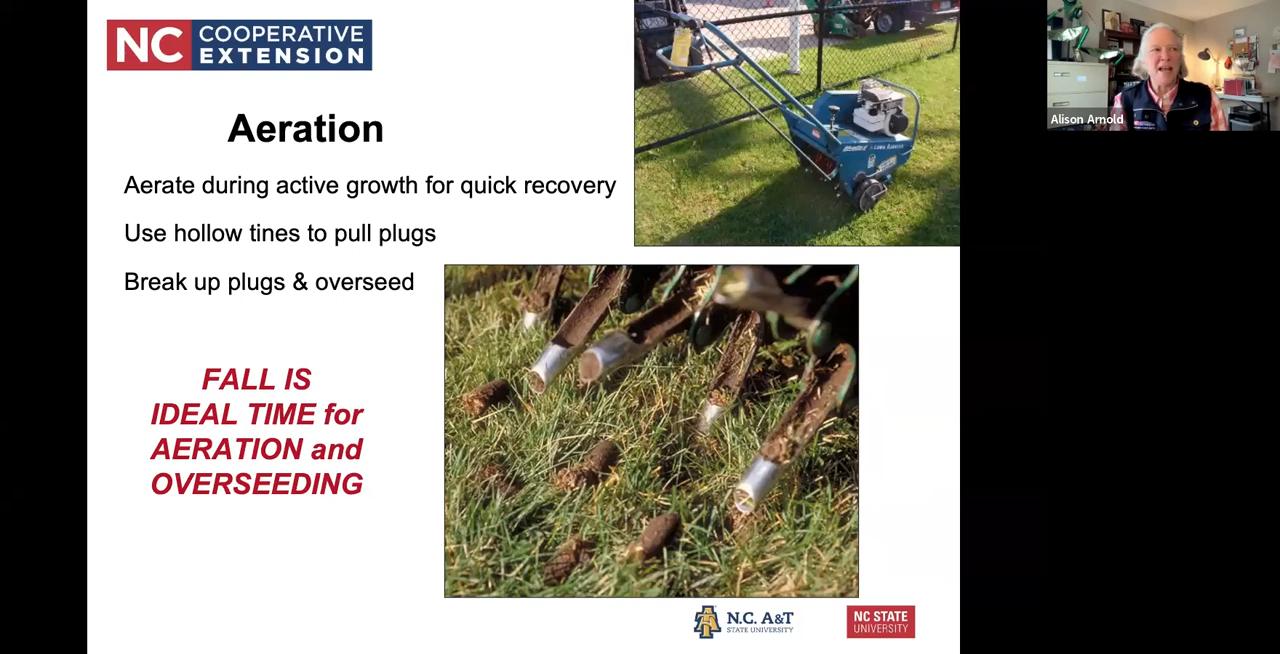 NC COOPERATIVE
EXTENSION
Aeration
Aerate during active growth for quick recovery
Use hollow tines to pull plugs
Break up plugs & overseed
FALL IS
IDEAL TIME for
AERATION and
OVERSEEDING
Alison Arnold
N.C. A&T
STATE UNIVERSITY
NC STATE
UNIVERSITY